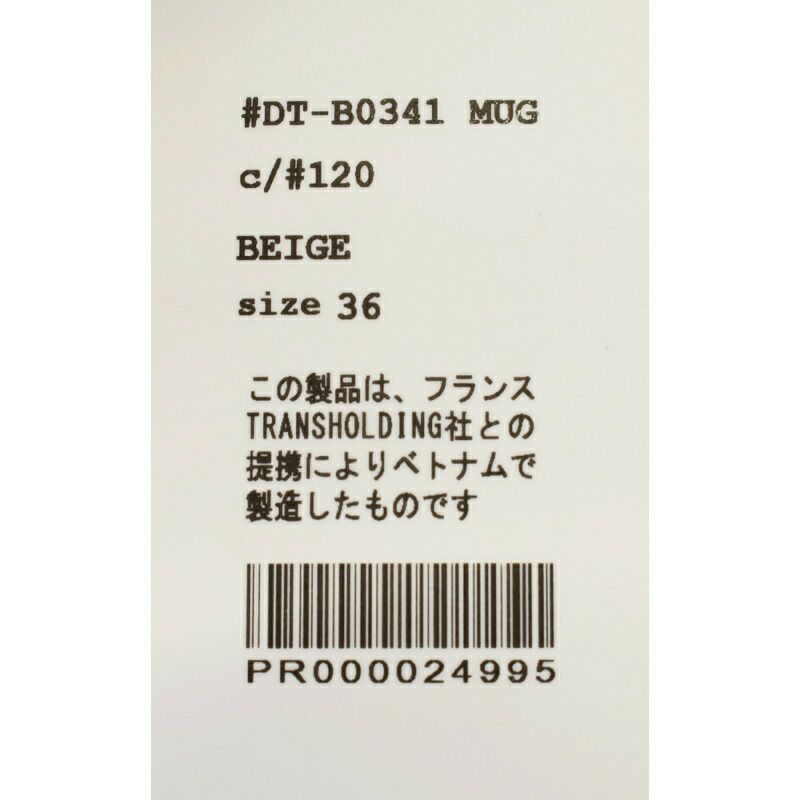 #DT-B0341 MUG
c/#120
BEIGE
size 36
この製品は、フランス
TRANSHOLDING社との
提携によりベトナムで
製造したものです
PR000024995